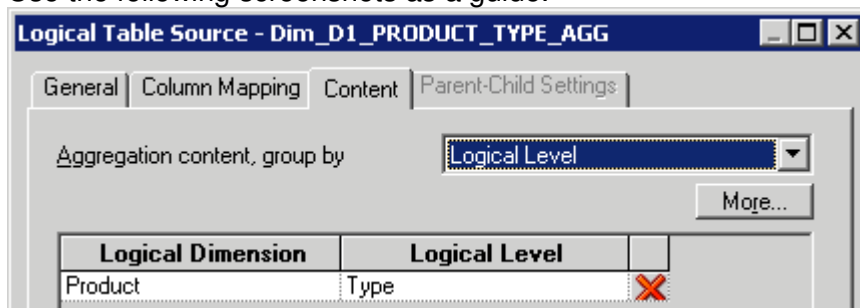 Use the following screenshots as a guide:
Logical Table Source - Dim_D1_PRODUCT_TYPE_AGG
General Column Mapping Content Parent-Child Settings
Aggregation content, group by Logical Level
More...
Logical Dimension Logical Level
Product Type